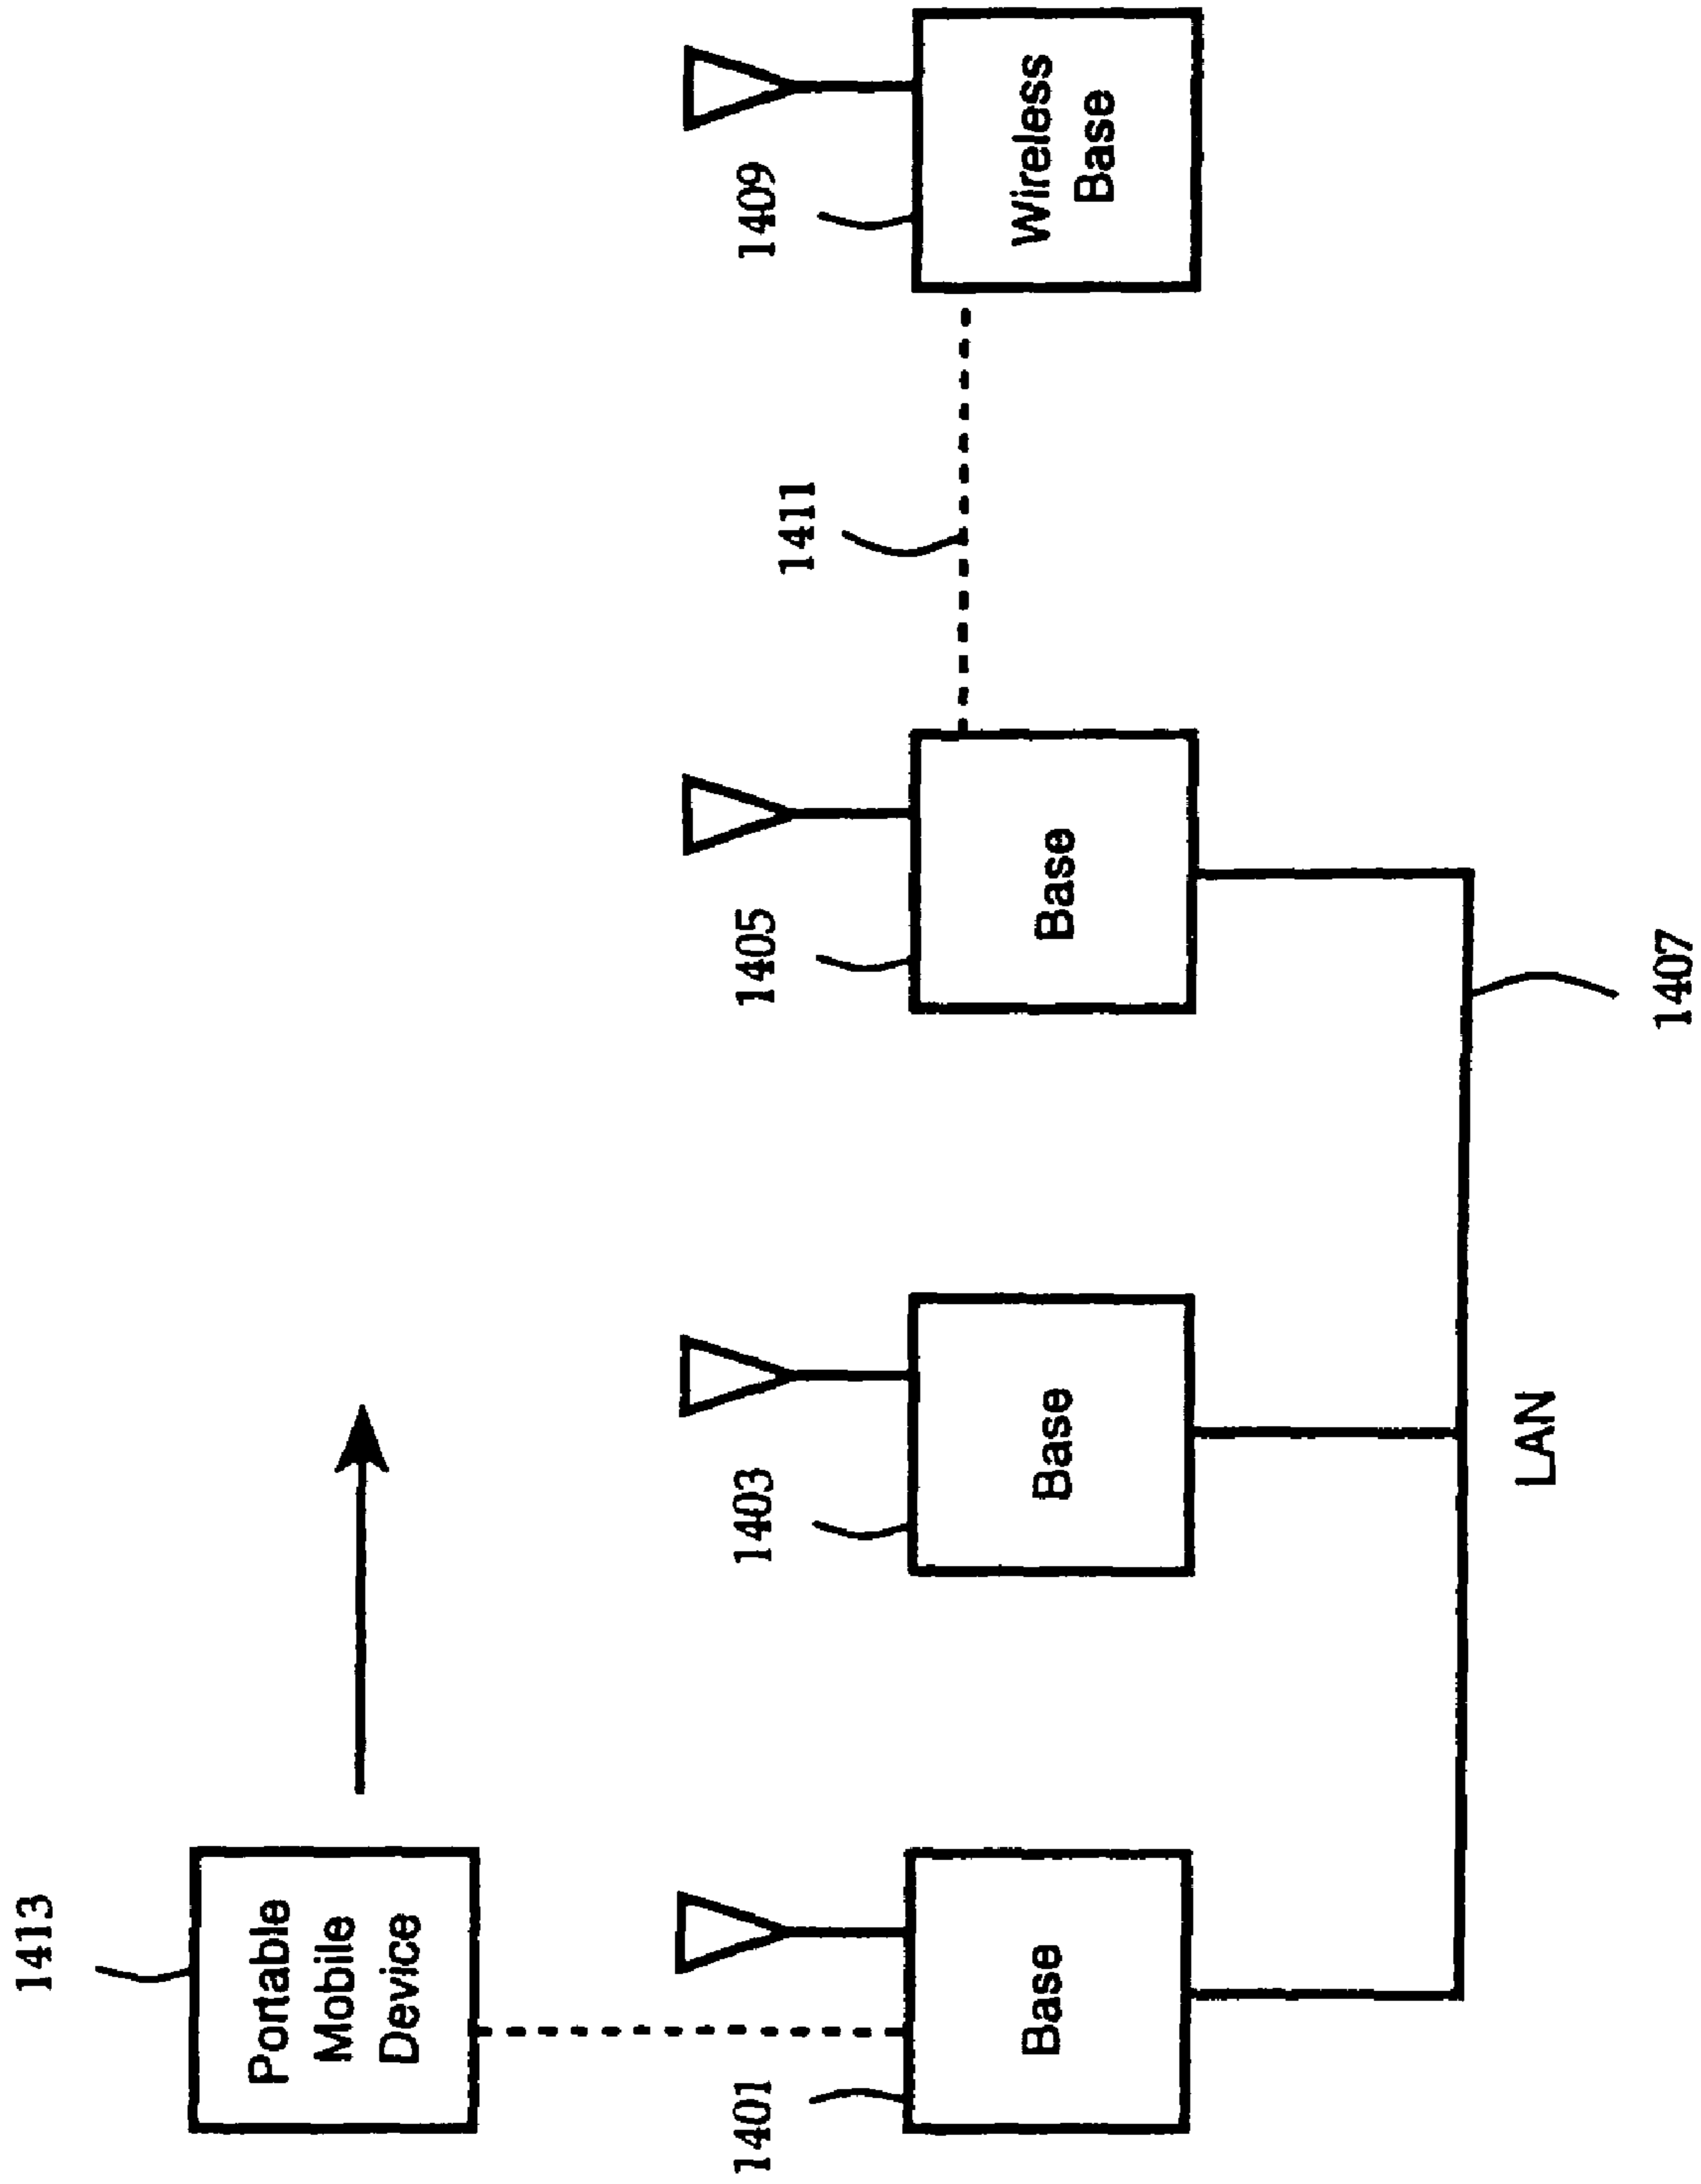 1413
Portable
Mobile
Device
1401
Base
1403
Base
1405
Base
1411
1409
Wireless
Base
LAN
1407